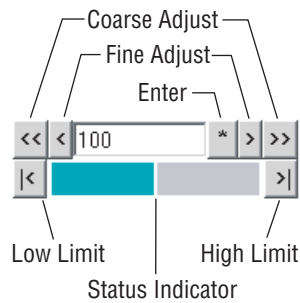 Coarse Adjust
Fine Adjust
Enter
<< < 100 * > >>
|< >|
Low Limit High Limit
Status Indicator